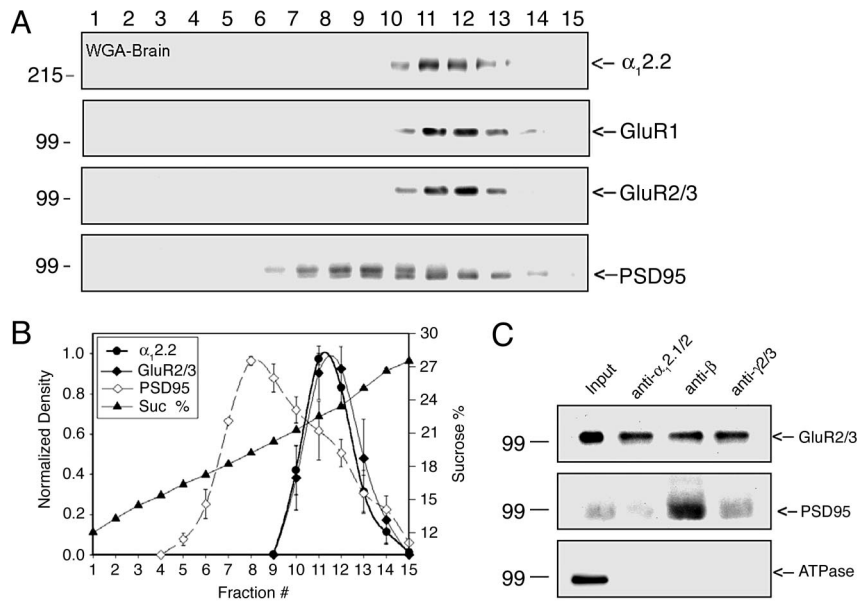 A
1 2 3 4 5 6 7 8 9 10 11 12 13 14 15
WGA-Brain
215 -
<- α₁2.2
99 -
<- GluR1
99 -
<- GluR2/3
99 -
<- PSD95
B
α₁2.2
GluR2/3
PSD95
Suc %
Normalized Density
1.0
0.8
0.6
0.4
0.2
0.0
30
27
24
21
18
15
12
Sucrose %
1 2 3 4 5 6 7 8 9 10 11 12 13 14 15
Fraction #
C
Input
anti-α₁2.1/2
anti-β
anti-γ2/3
99 —
<- GluR2/3
99 —
<- PSD95
99 —
<- ATPase